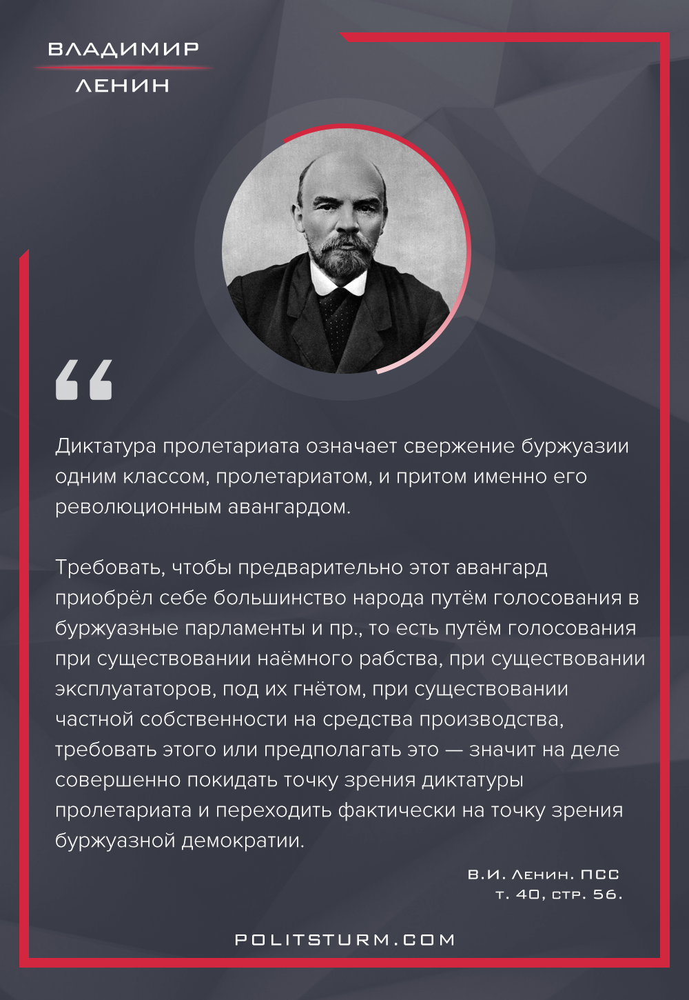 ВЛАДИМИР
ЛЕНИН
“
Диктатура пролетариата означает свержение буржуазии
одним классом, пролетариатом, и притом именно его
революционным авангардом.
Требовать, чтобы предварительно этот авангард
приобрёл себе большинство народа путём голосования в
буржуазные парламенты и пр., то есть путём голосования
при существовании наёмного рабства, при существовании
эксплуататоров, под их гнётом, при существовании
частной собственности на средства производства,
требовать этого или предполагать это — значит на деле
совершенно покидать точку зрения диктатуры
пролетариата и переходить фактически на точку зрения
буржуазной демократии.
В.И. Ленин. ПСС
т. 40, стр. 56.
POLITSTURM.COM